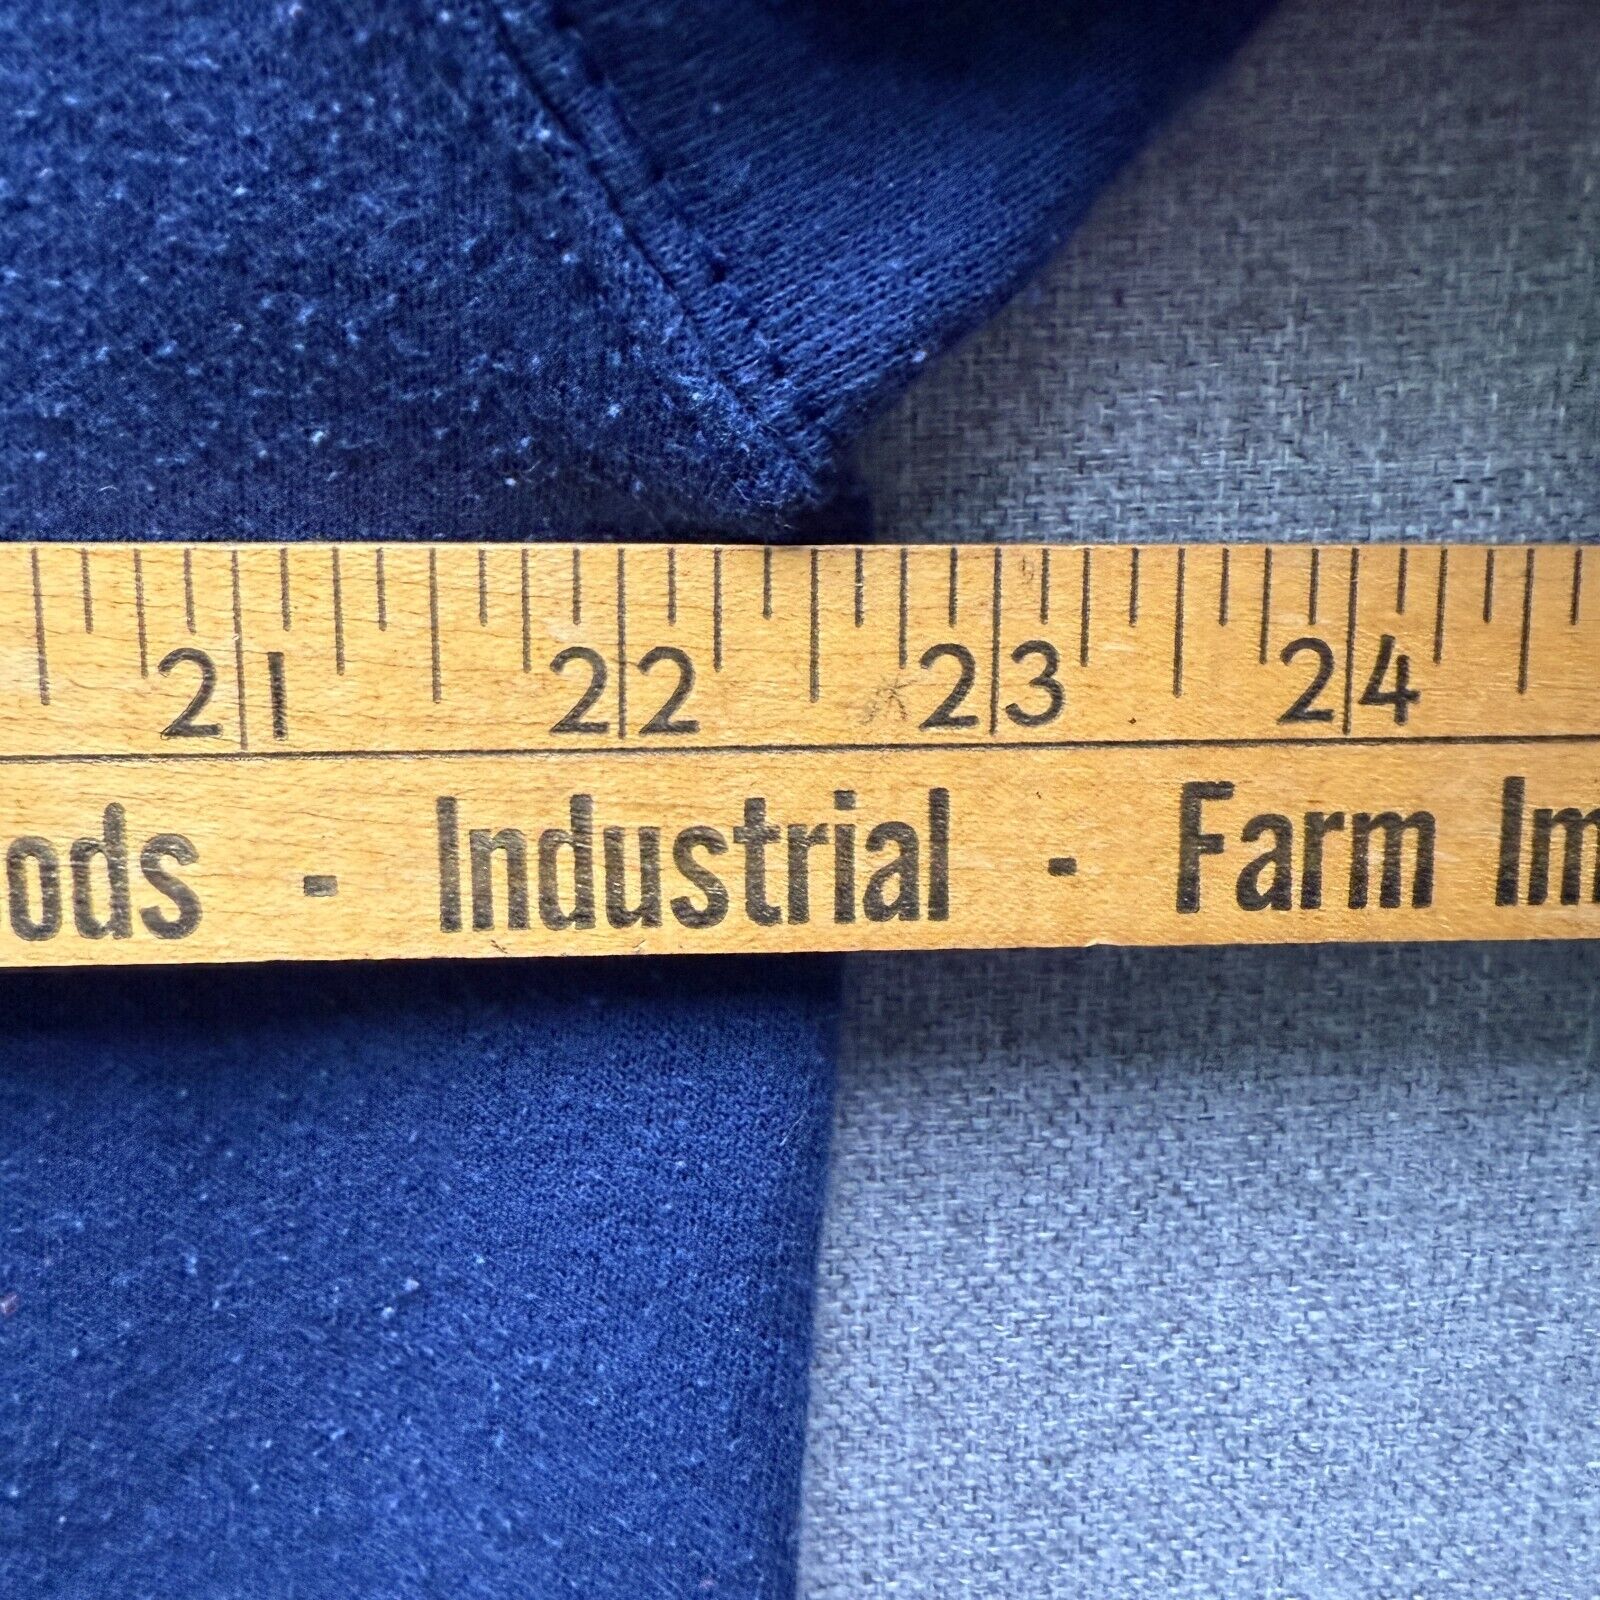 21 22 23 24
ods - Industrial - Farm Im